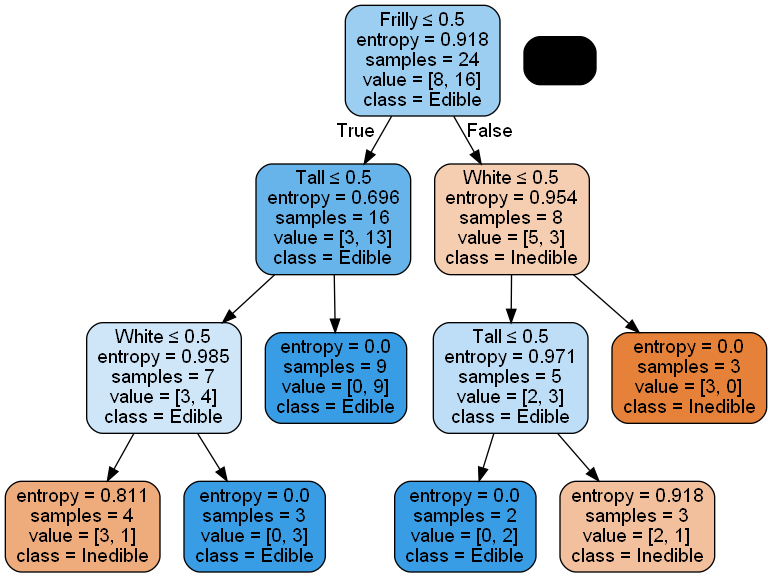 Frilly ≤ 0.5
entropy = 0.918
samples = 24
value = [8, 16]
class = Edible
True
False
Tall ≤ 0.5
entropy = 0.696
samples = 16
value = [3, 13]
class = Edible
White ≤ 0.5
entropy = 0.954
samples = 8
value = [5, 3]
class = Inedible
White ≤ 0.5
entropy = 0.985
samples = 7
value = [3, 4]
class = Edible
entropy = 0.0
samples = 9
value = [0, 9]
class = Edible
Tall ≤ 0.5
entropy = 0.971
samples = 5
value = [2, 3]
class = Edible
entropy = 0.0
samples = 3
value = [3, 0]
class = Inedible
entropy = 0.811
samples = 4
value = [3, 1]
class = Inedible
entropy = 0.0
samples = 3
value = [0, 3]
class = Edible
entropy = 0.0
samples = 2
value = [0, 2]
class = Edible
entropy = 0.918
samples = 3
value = [2, 1]
class = Inedible